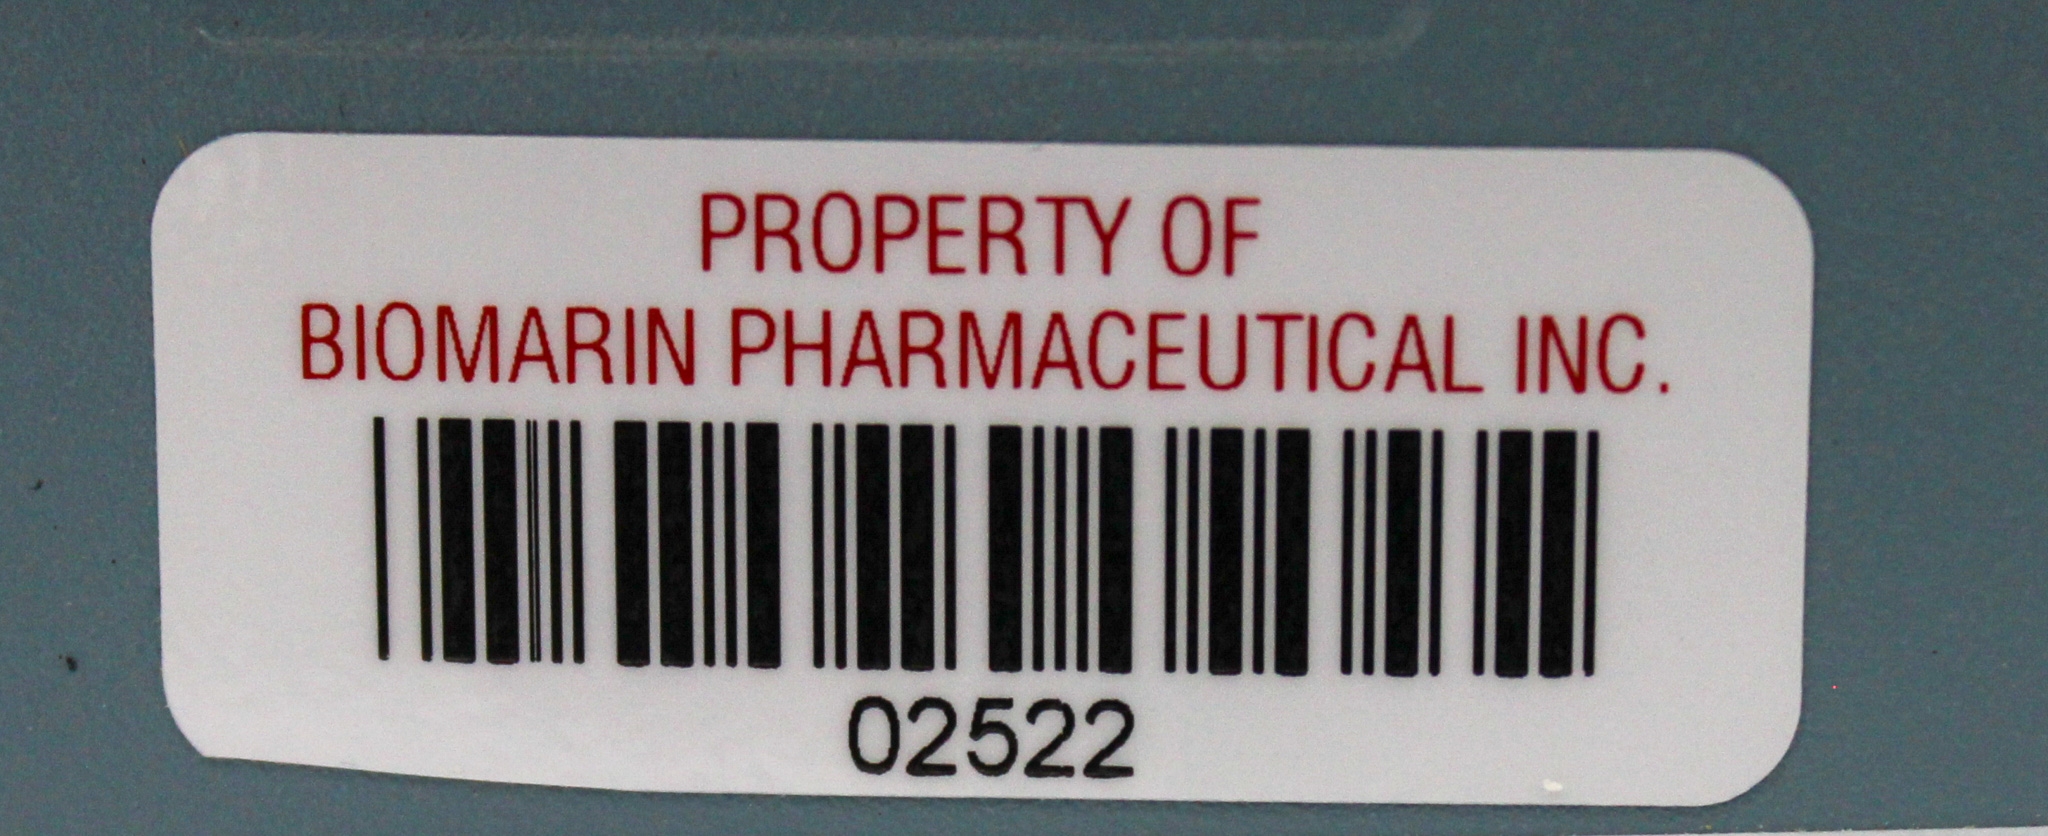 PROPERTY OF
BIOMARIN PHARMACEUTICAL INC.
02522